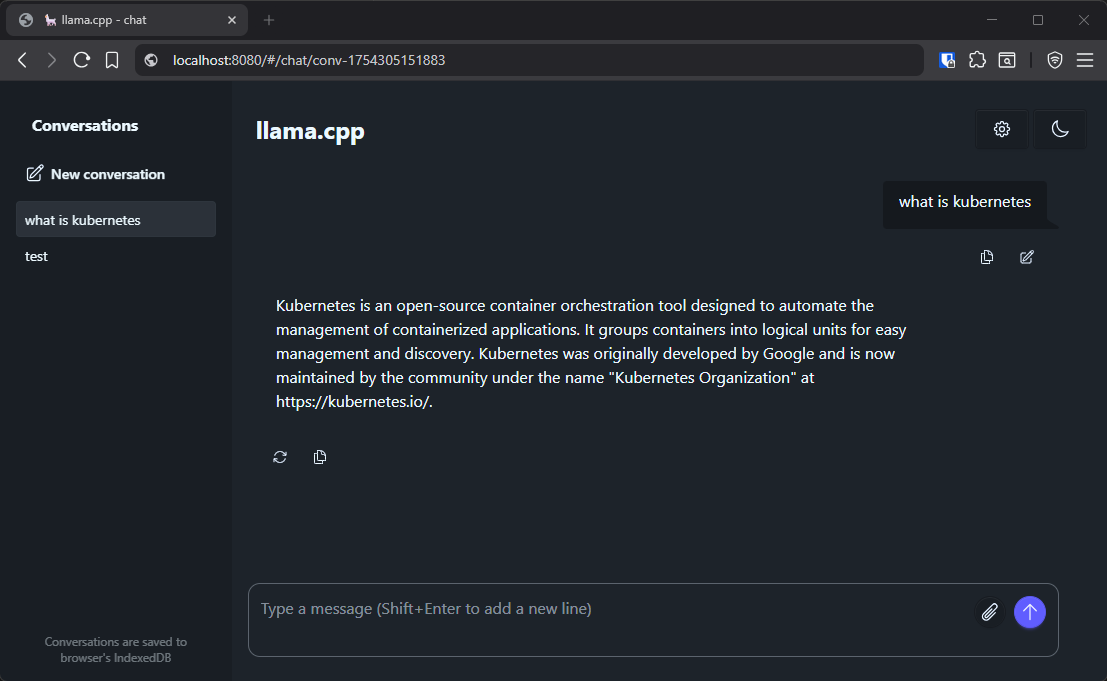 llama.cpp - chat
localhost:8080/#/chat/conv-1754305151883
Conversations
New conversation
what is kubernetes
test
Conversations are saved to
browser's IndexedDB
llama.cpp
what is kubernetes
Kubernetes is an open-source container orchestration tool designed to automate the
management of containerized applications. It groups containers into logical units for easy
management and discovery. Kubernetes was originally developed by Google and is now
maintained by the community under the name "Kubernetes Organization" at
https://kubernetes.io/.
Type a message (Shift+Enter to add a new line)